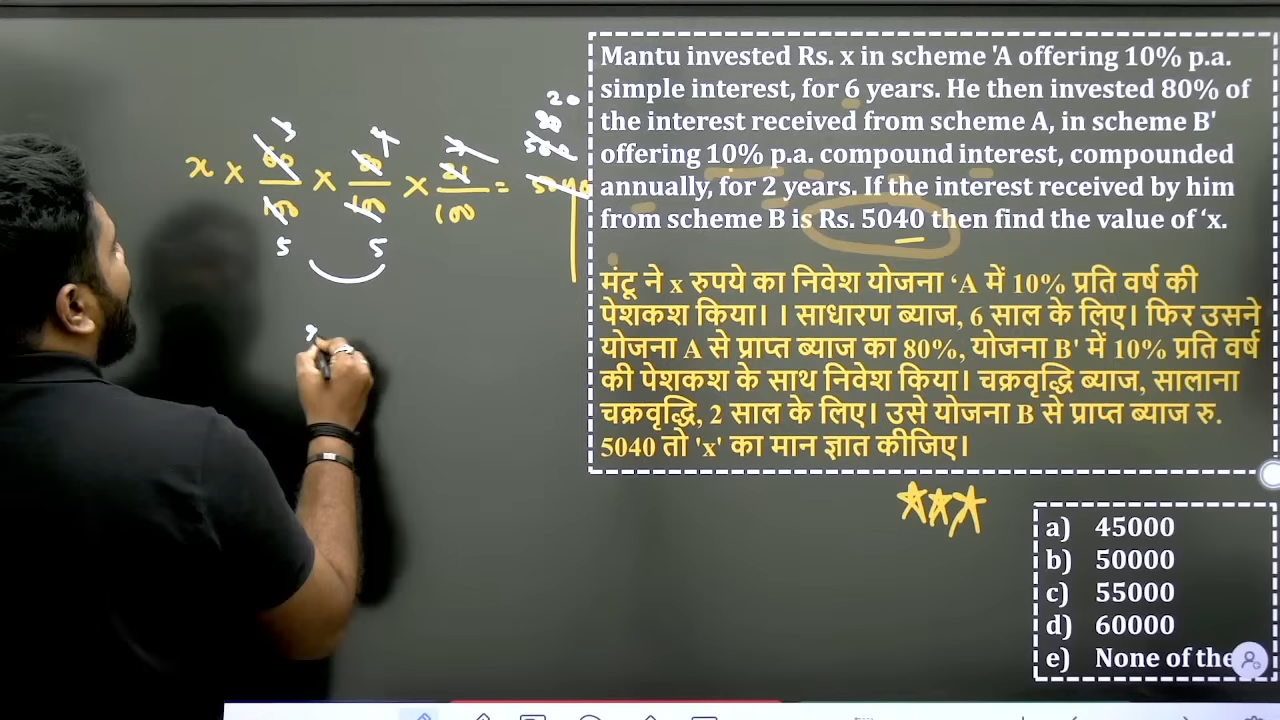 Mantu invested Rs. x in scheme 'A offering 10% p.a.
simple interest, for 6 years. He then invested 80% of
the interest received from scheme A, in scheme B'
offering 10% p.a. compound interest, compounded
annually, for 2 years. If the interest received by him
from scheme B is Rs. 5040 then find the value of ‘x.
मंटू ने x रुपये का निवेश योजना ‘A में 10% प्रति वर्ष की
पेशकश किया। । साधारण ब्याज, 6 साल के लिए। फिर उसने
योजना A से प्राप्त ब्याज का 80%, योजना B' में 10% प्रति वर्ष
की पेशकश के साथ निवेश किया। चक्रवृद्धि ब्याज, सालाना
चक्रवृद्धि, 2 साल के लिए। उसे योजना B से प्राप्त ब्याज रु.
5040 तो 'x' का मान ज्ञात कीजिए।
a) 45000
b) 50000
c) 55000
d) 60000
e) None of the